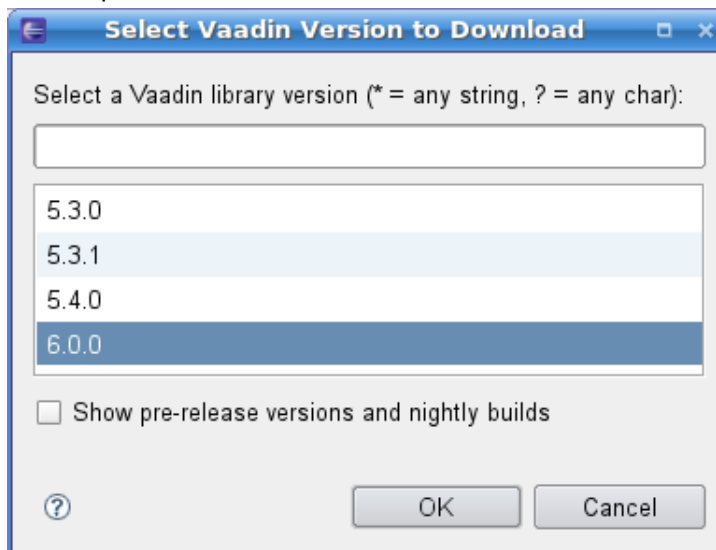 Select Vaadin Version to Download
Select a Vaadin library version (* = any string, ? = any char):
5.3.0
5.3.1
5.4.0
6.0.0
Show pre-release versions and nightly builds
?
OK Cancel